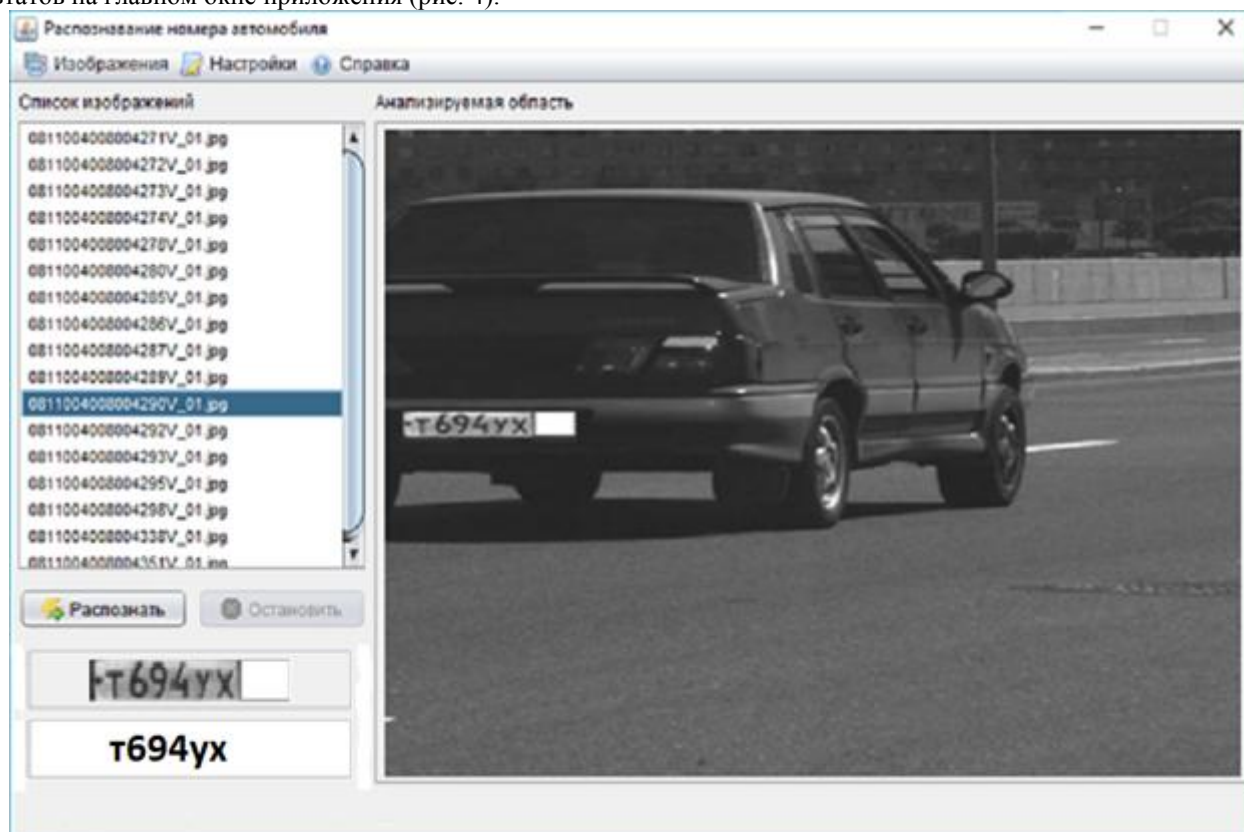 на главном окне приложения (рис. 4).
Распознавание номера автомобиля
Изображения Настройки Справка
Список изображений
Анализируемая область
0811004008004271V_01.jpg
0811004008004272V_01.jpg
0811004008004273V_01.jpg
0811004008004274V_01.jpg
0811004008004278V_01.jpg
0811004008004280V_01.jpg
0811004008004285V_01.jpg
0811004008004286V_01.jpg
0811004008004287V_01.jpg
0811004008004289V_01.jpg
0811004008004290V_01.jpg
0811004008004292V_01.jpg
0811004008004293V_01.jpg
0811004008004295V_01.jpg
0811004008004298V_01.jpg
0811004008004338V_01.jpg
0811004008004351V_01.jpg
Распознать Остановить
т694ух
т694ух
т694ух